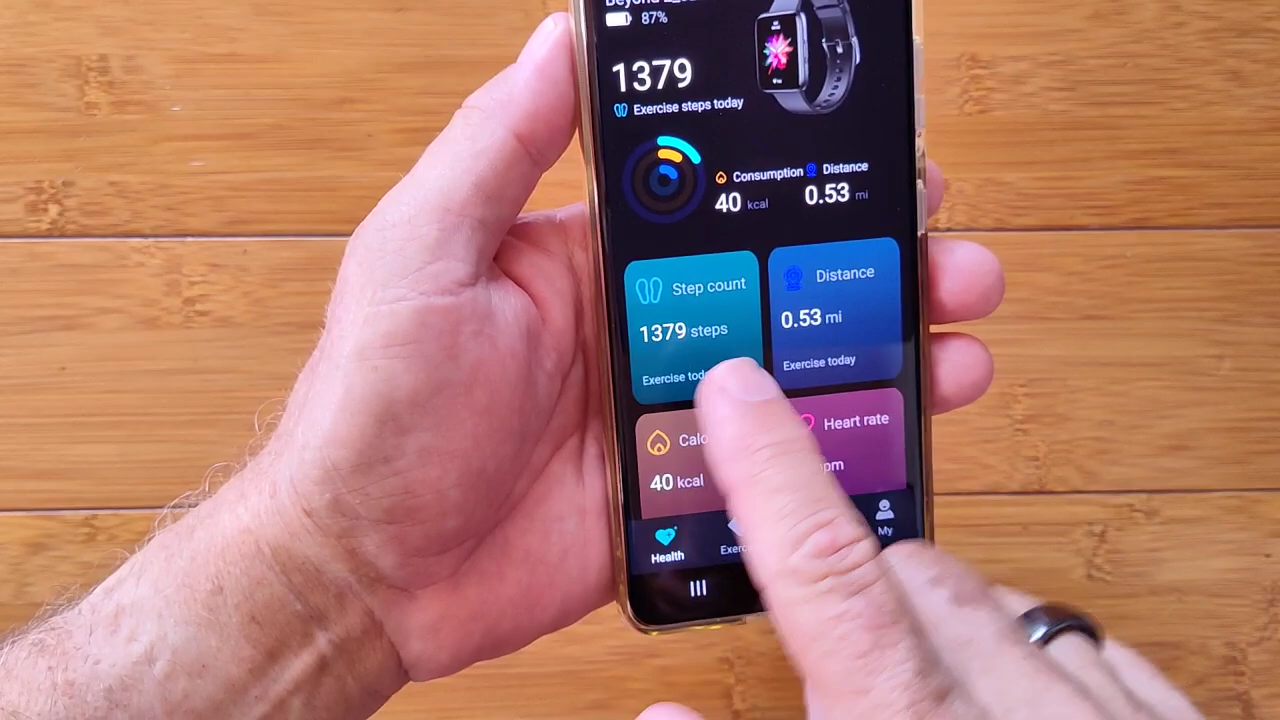 Beyond
87%
1379
Exercise steps today
Consumption Distance
40 kcal 0.53 mi
Step count
1379 steps
Exercise
Distance
0.53 mi
Exercise today
40 kcal
Heart rate
Health
My